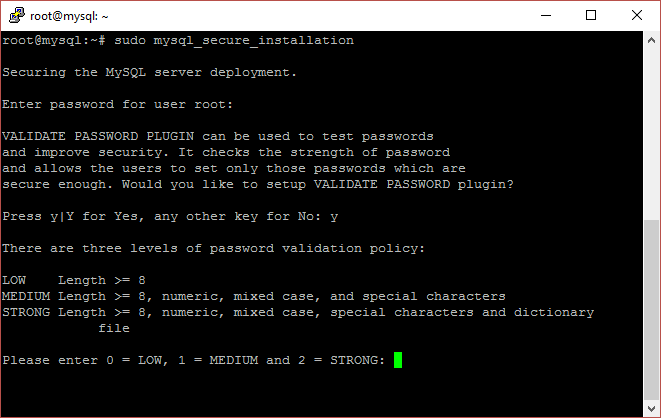 root@mysql: ~
root@mysql:~# sudo mysql_secure_installation
Securing the MySQL server deployment.
Enter password for user root:
VALIDATE PASSWORD PLUGIN can be used to test passwords
and improve security. It checks the strength of password
and allows the users to set only those passwords which are
secure enough. Would you like to setup VALIDATE PASSWORD plugin?
Press y|Y for Yes, any other key for No: y
There are three levels of password validation policy:
LOW    Length >= 8
MEDIUM Length >= 8, numeric, mixed case, and special characters
STRONG Length >= 8, numeric, mixed case, special characters and dictionary
            file
Please enter 0 = LOW, 1 = MEDIUM and 2 = STRONG: